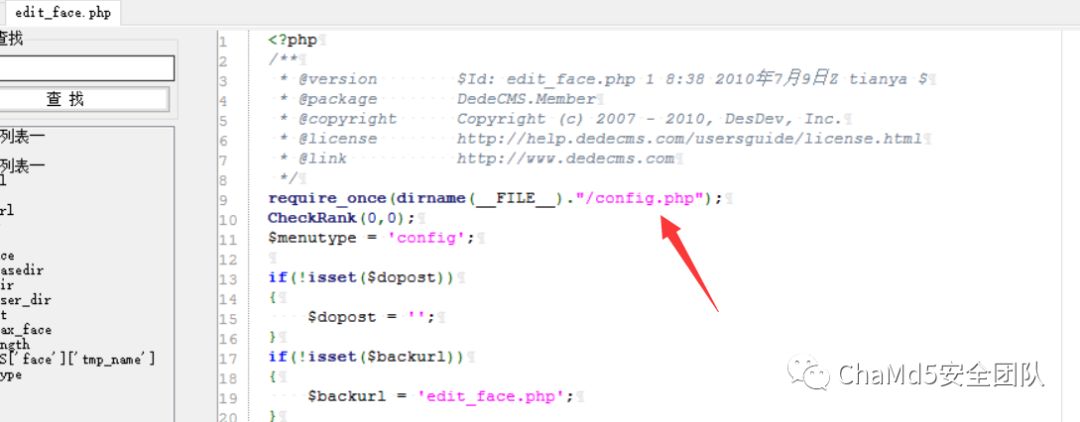 edit_face.php
查找
查 找
列表一
列表一
l
rl
ce
asedir
ir
ser_dir
t
ax_face
ngth
S['face']['tmp_name']
ype
1 <?php
2 /**
3 * @version $Id: edit_face.php 1 8:38 2010年7月9日Z tianya $
4 * @package DedeCMS.Member
5 * @copyright Copyright (c) 2007 - 2010, DesDev, Inc.
6 * @license http://help.dedecms.com/usersguide/license.html
7 * @link http://www.dedecms.com
8 */
9 require_once(dirname(__FILE__)."/config.php");
10 CheckRank(0,0);
11 $menutype = 'config';
12
13 if(!isset($dopost))
14 {
15 $dopost = '';
16 }
17 if(!isset($backurl))
18 {
19 $backurl = 'edit_face.php';
20 }
ChaMd5安全团队